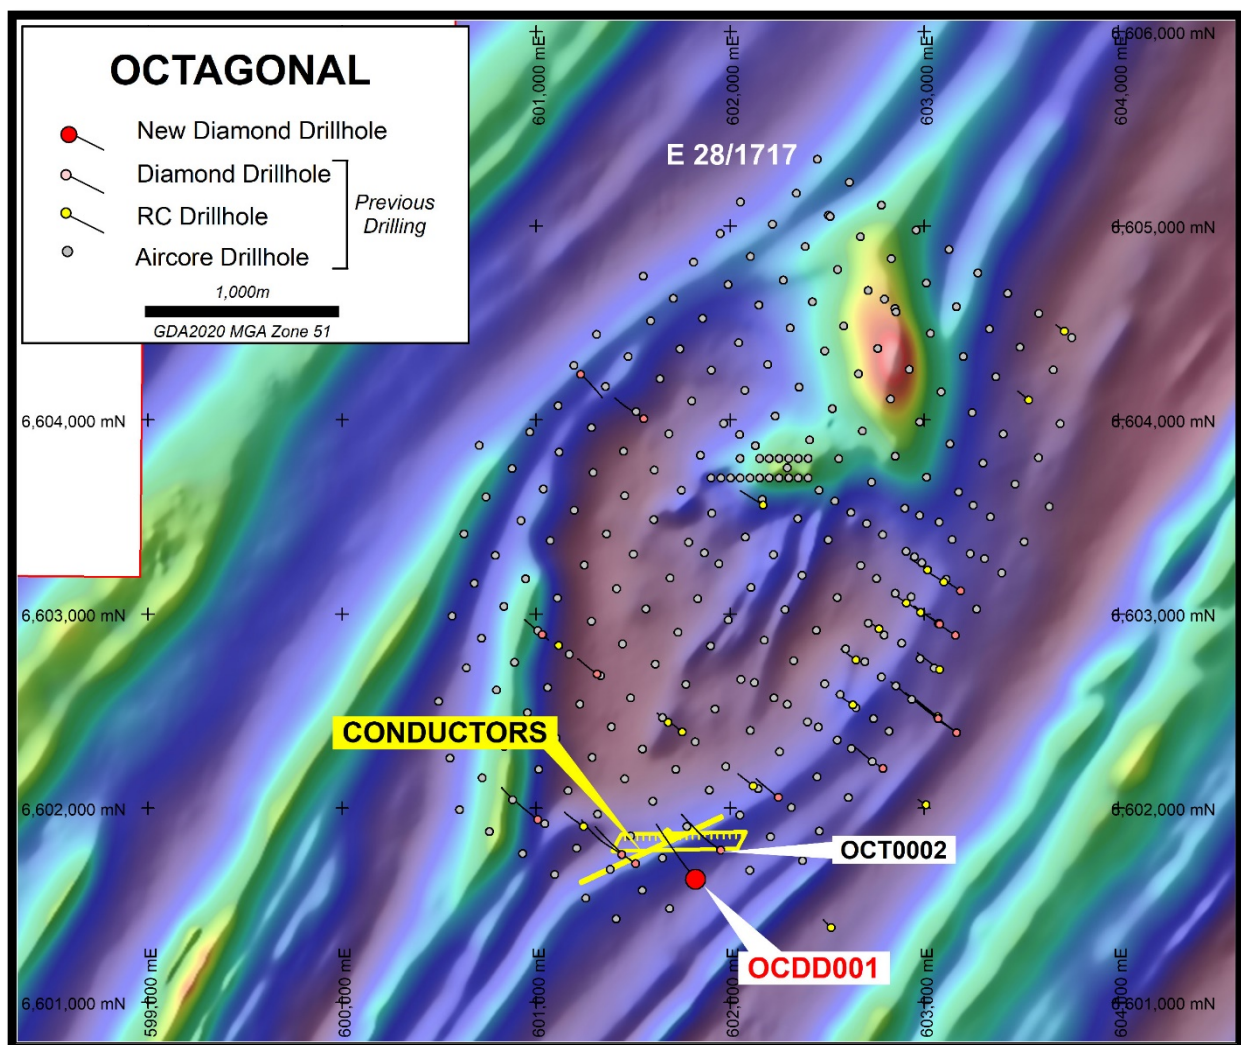 OCTAGONAL
New Diamond Drillhole
Diamond Drillhole
RC Drillhole
Aircore Drillhole
Previous
Drilling
1,000m
GDA2020 MGA Zone 51
601,000 mE
602,000 mE
603,000 mE
604,000 mE
6,606,000 mN
E 28/1717
6,605,000 mN
6,604,000 mN
6,604,000 mN
6,603,000 mN
6,603,000 mN
CONDUCTORS
6,602,000 mN
6,602,000 mN
OCT0002
OCDD001
6,601,000 mN
6,601,000 mN
599,000 mE
600,000 mE
601,000 mE
602,000 mE
603,000 mE
604,000 mE